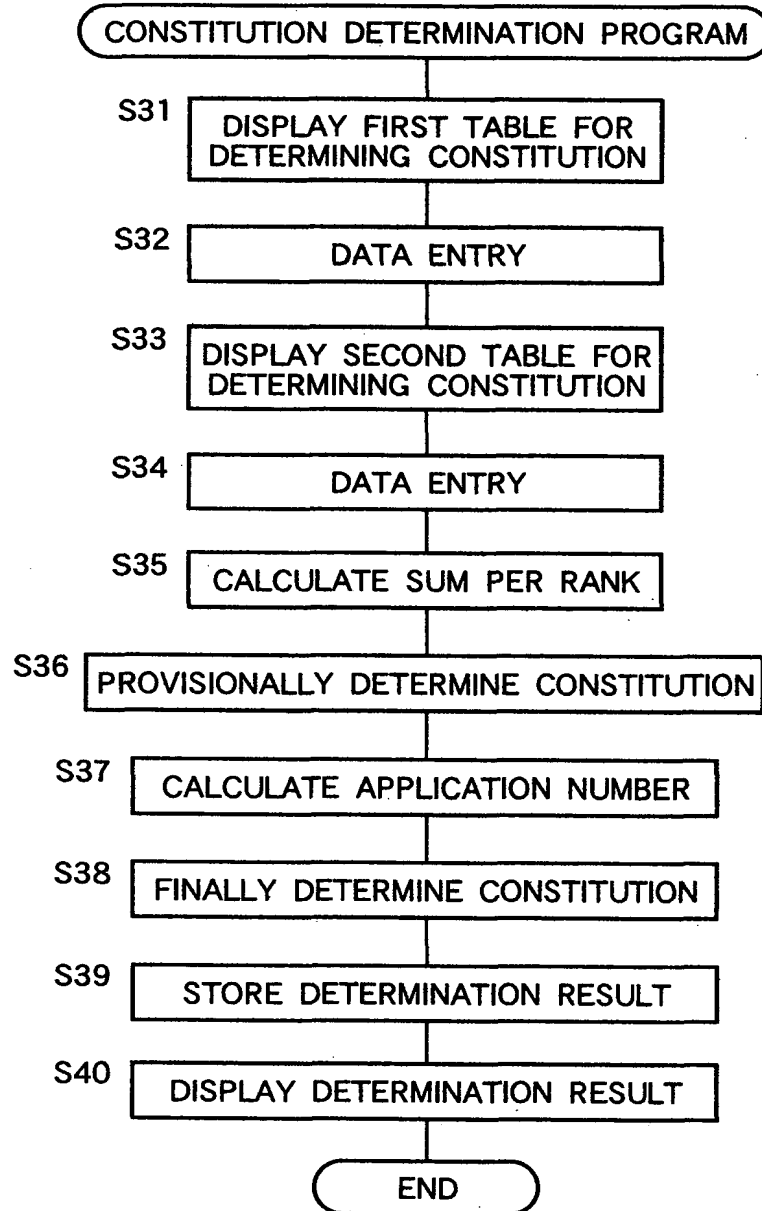 CONSTITUTION DETERMINATION PROGRAM
S31
DISPLAY FIRST TABLE FOR
DETERMINING CONSTITUTION
S32
DATA ENTRY
S33
DISPLAY SECOND TABLE FOR
DETERMINING CONSTITUTION
S34
DATA ENTRY
S35
CALCULATE SUM PER RANK
S36
PROVISIONALLY DETERMINE CONSTITUTION
S37
CALCULATE APPLICATION NUMBER
S38
FINALLY DETERMINE CONSTITUTION
S39
STORE DETERMINATION RESULT
S40
DISPLAY DETERMINATION RESULT
END